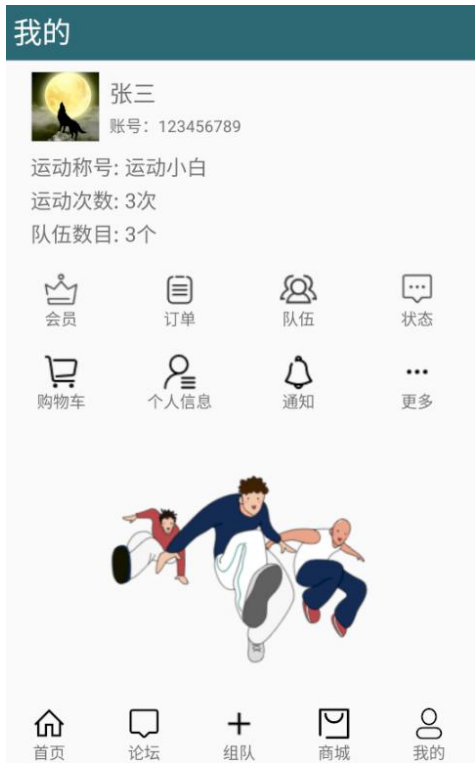 我的
张三
账号：123456789
运动称号: 运动小白
运动次数: 3次
队伍数目: 3个
会员 订单 队伍 状态
购物车 个人信息 通知 更多
首页 论坛 组队 商城 我的